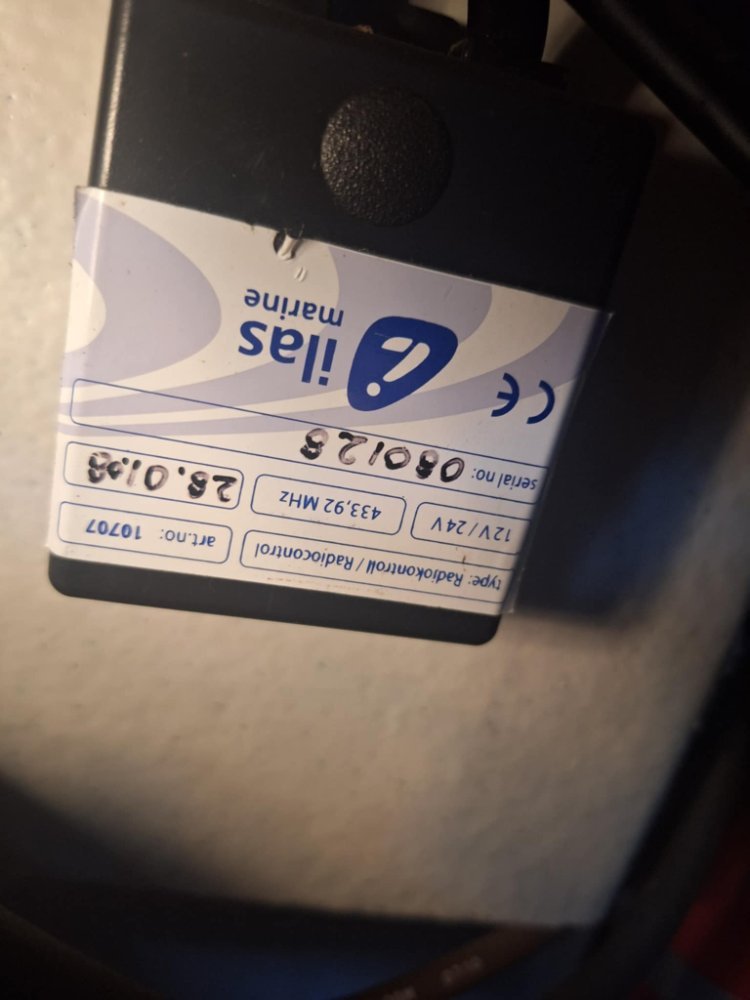 type: Radiokontroll / Radiocontrol
art.no: 10707
12V / 24V
433,92 MHz
28.01.08
serial no: 080128
CE
ilas
marine